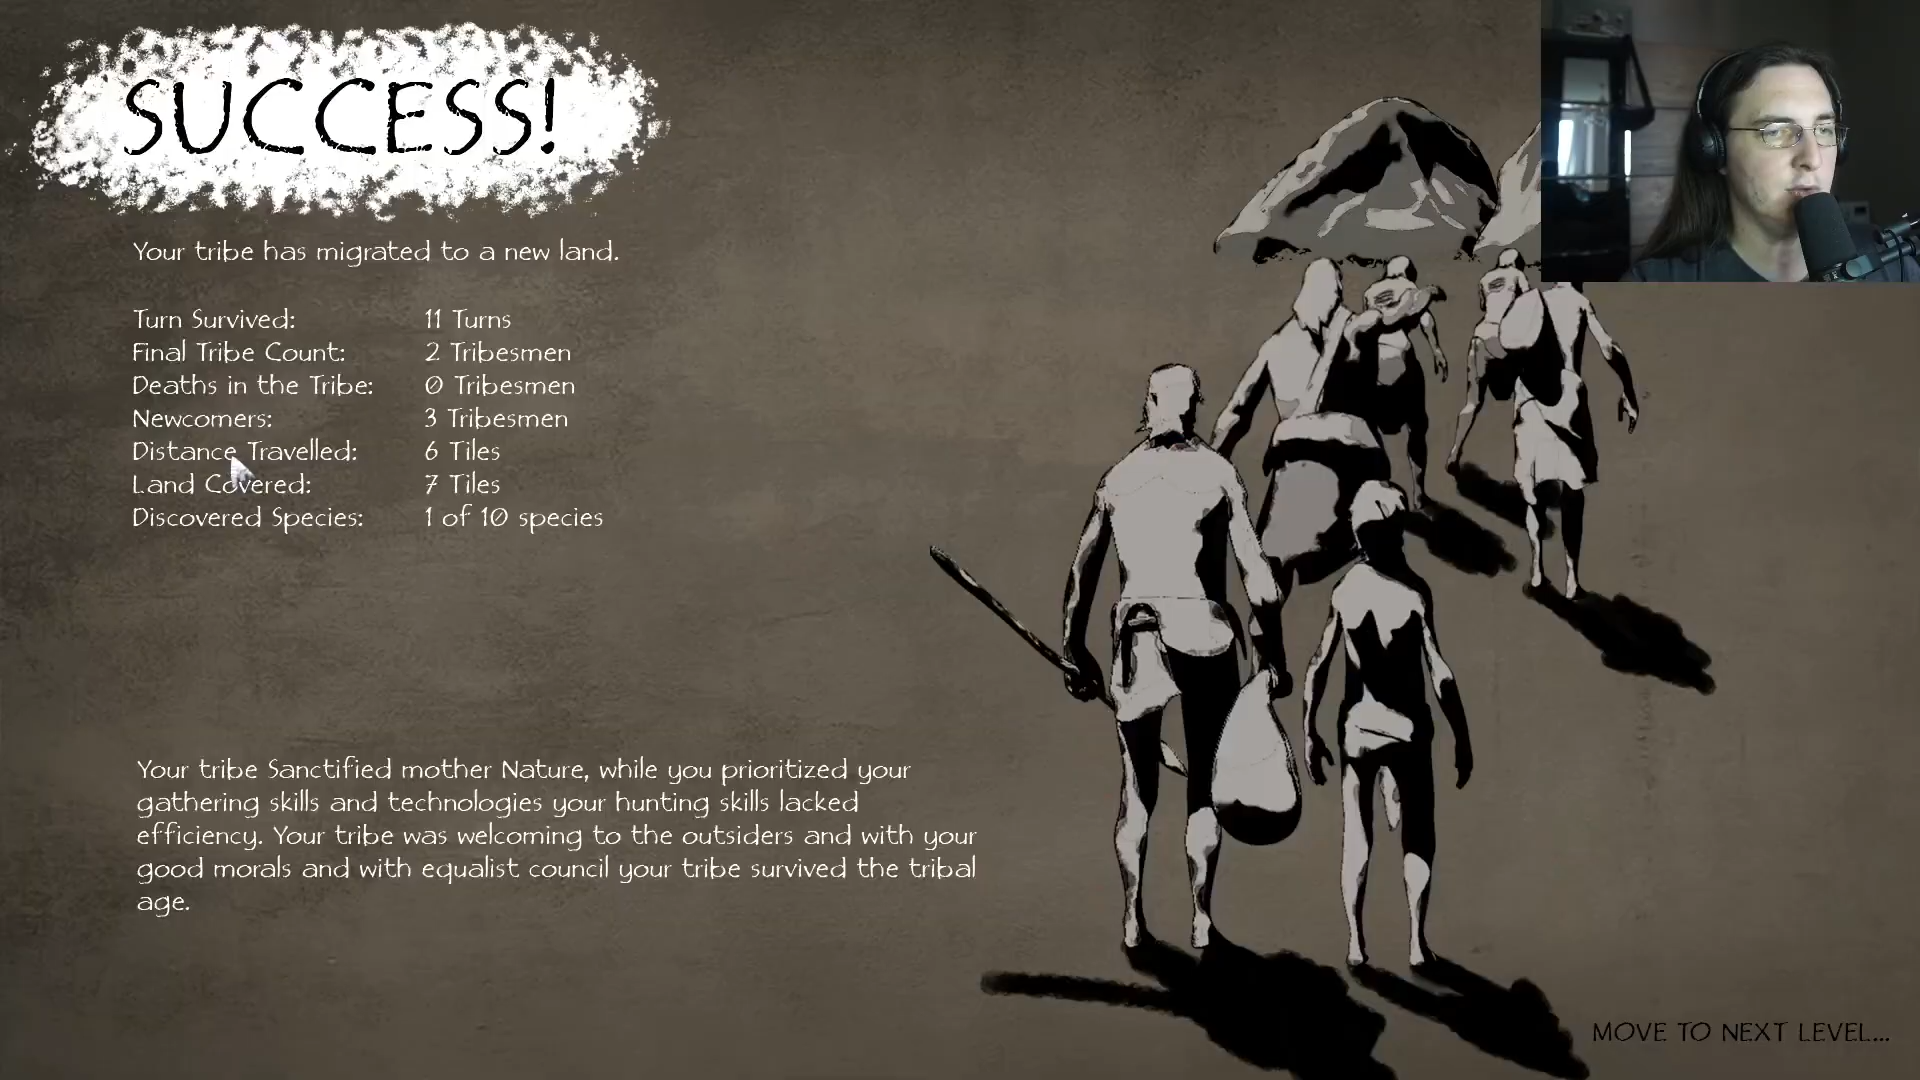 SUCCESS!
Your tribe has migrated to a new land.
Turn Survived: 11 Turns
Final Tribe Count: 2 Tribesmen
Deaths in the Tribe: 0 Tribesmen
Newcomers: 3 Tribesmen
Distance Travelled: 6 Tiles
Land Covered: 7 Tiles
Discovered Species: 1 of 10 species
Your tribe Sanctified mother Nature, while you prioritized your
gathering skills and technologies your hunting skills lacked
efficiency. Your tribe was welcoming to the outsiders and with your
good morals and with equalist council your tribe survived the tribal
age.
MOVE TO NEXT LEVEL...